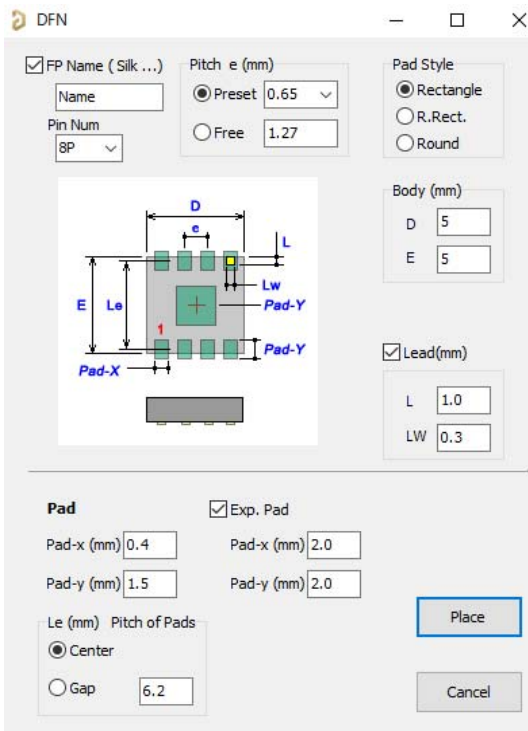 DFN
FP Name ( Silk ...)
Name
Pin Num
8P
Pitch e (mm)
Preset 0.65
Free 1.27
Pad Style
Rectangle
R.Rect.
Round
Body (mm)
D 5
E 5
D
e
L
Lw
E
Le
Pad-Y
1
Pad-Y
Pad-X
Lead(mm)
L 1.0
LW 0.3
Pad
Pad-x (mm) 0.4
Pad-y (mm) 1.5
Exp. Pad
Pad-x (mm) 2.0
Pad-y (mm) 2.0
Le (mm) Pitch of Pads
Center
Gap 6.2
Place
Cancel